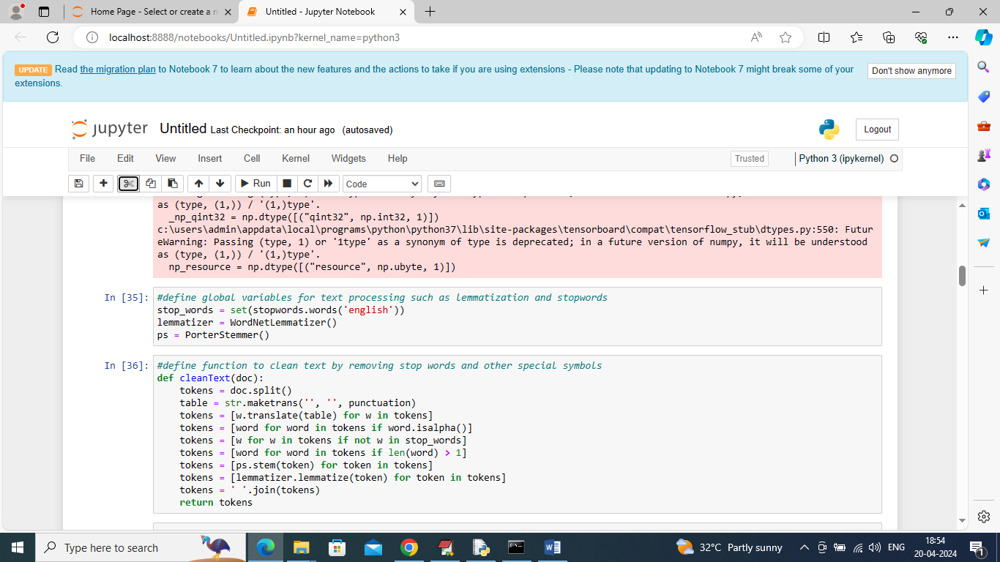 Home Page - Select or create a n
Untitled - Jupyter Notebook
localhost:8888/notebooks/Untitled.ipynb?kernel_name=python3
UPDATE Read the migration plan to Notebook 7 to learn about the new features and the actions to take if you are using extensions - Please note that updating to Notebook 7 might break some of your
extensions.
Don't show anymore
jupyter Untitled Last Checkpoint: an hour ago (autosaved)
Logout
File Edit View Insert Cell Kernel Widgets Help
Trusted
Python 3 (ipykernel)
Run
Code
as (type, (1,)) / '(1,)type'.
  _np_qint32 = np.dtype([("qint32", np.int32, 1)])
c:\users\admin\appdata\local\programs\python\python37\lib\site-packages\tensorboard\compat\tensorflow_stub\dtypes.py:550: Futur
eWarning: Passing (type, 1) or '1type' as a synonym of type is deprecated; in a future version of numpy, it will be understood
as (type, (1,)) / '(1,)type'.
  np_resource = np.dtype([("resource", np.ubyte, 1)])
In [35]: #define global variables for text processing such as lemmatization and stopwords
stop_words = set(stopwords.words('english'))
lemmatizer = WordNetLemmatizer()
ps = PorterStemmer()
In [36]: #define function to clean text by removing stop words and other special symbols
def cleanText(doc):
    tokens = doc.split()
    table = str.maketrans('', '', punctuation)
    tokens = [w.translate(table) for w in tokens]
    tokens = [word for word in tokens if word.isalpha()]
    tokens = [w for w in tokens if not w in stop_words]
    tokens = [word for word in tokens if len(word) > 1]
    tokens = [ps.stem(token) for token in tokens]
    tokens = [lemmatizer.lemmatize(token) for token in tokens]
    tokens = ' '.join(tokens)
    return tokens
Type here to search
32°C Partly sunny
ENG
18:54
20-04-2024
1